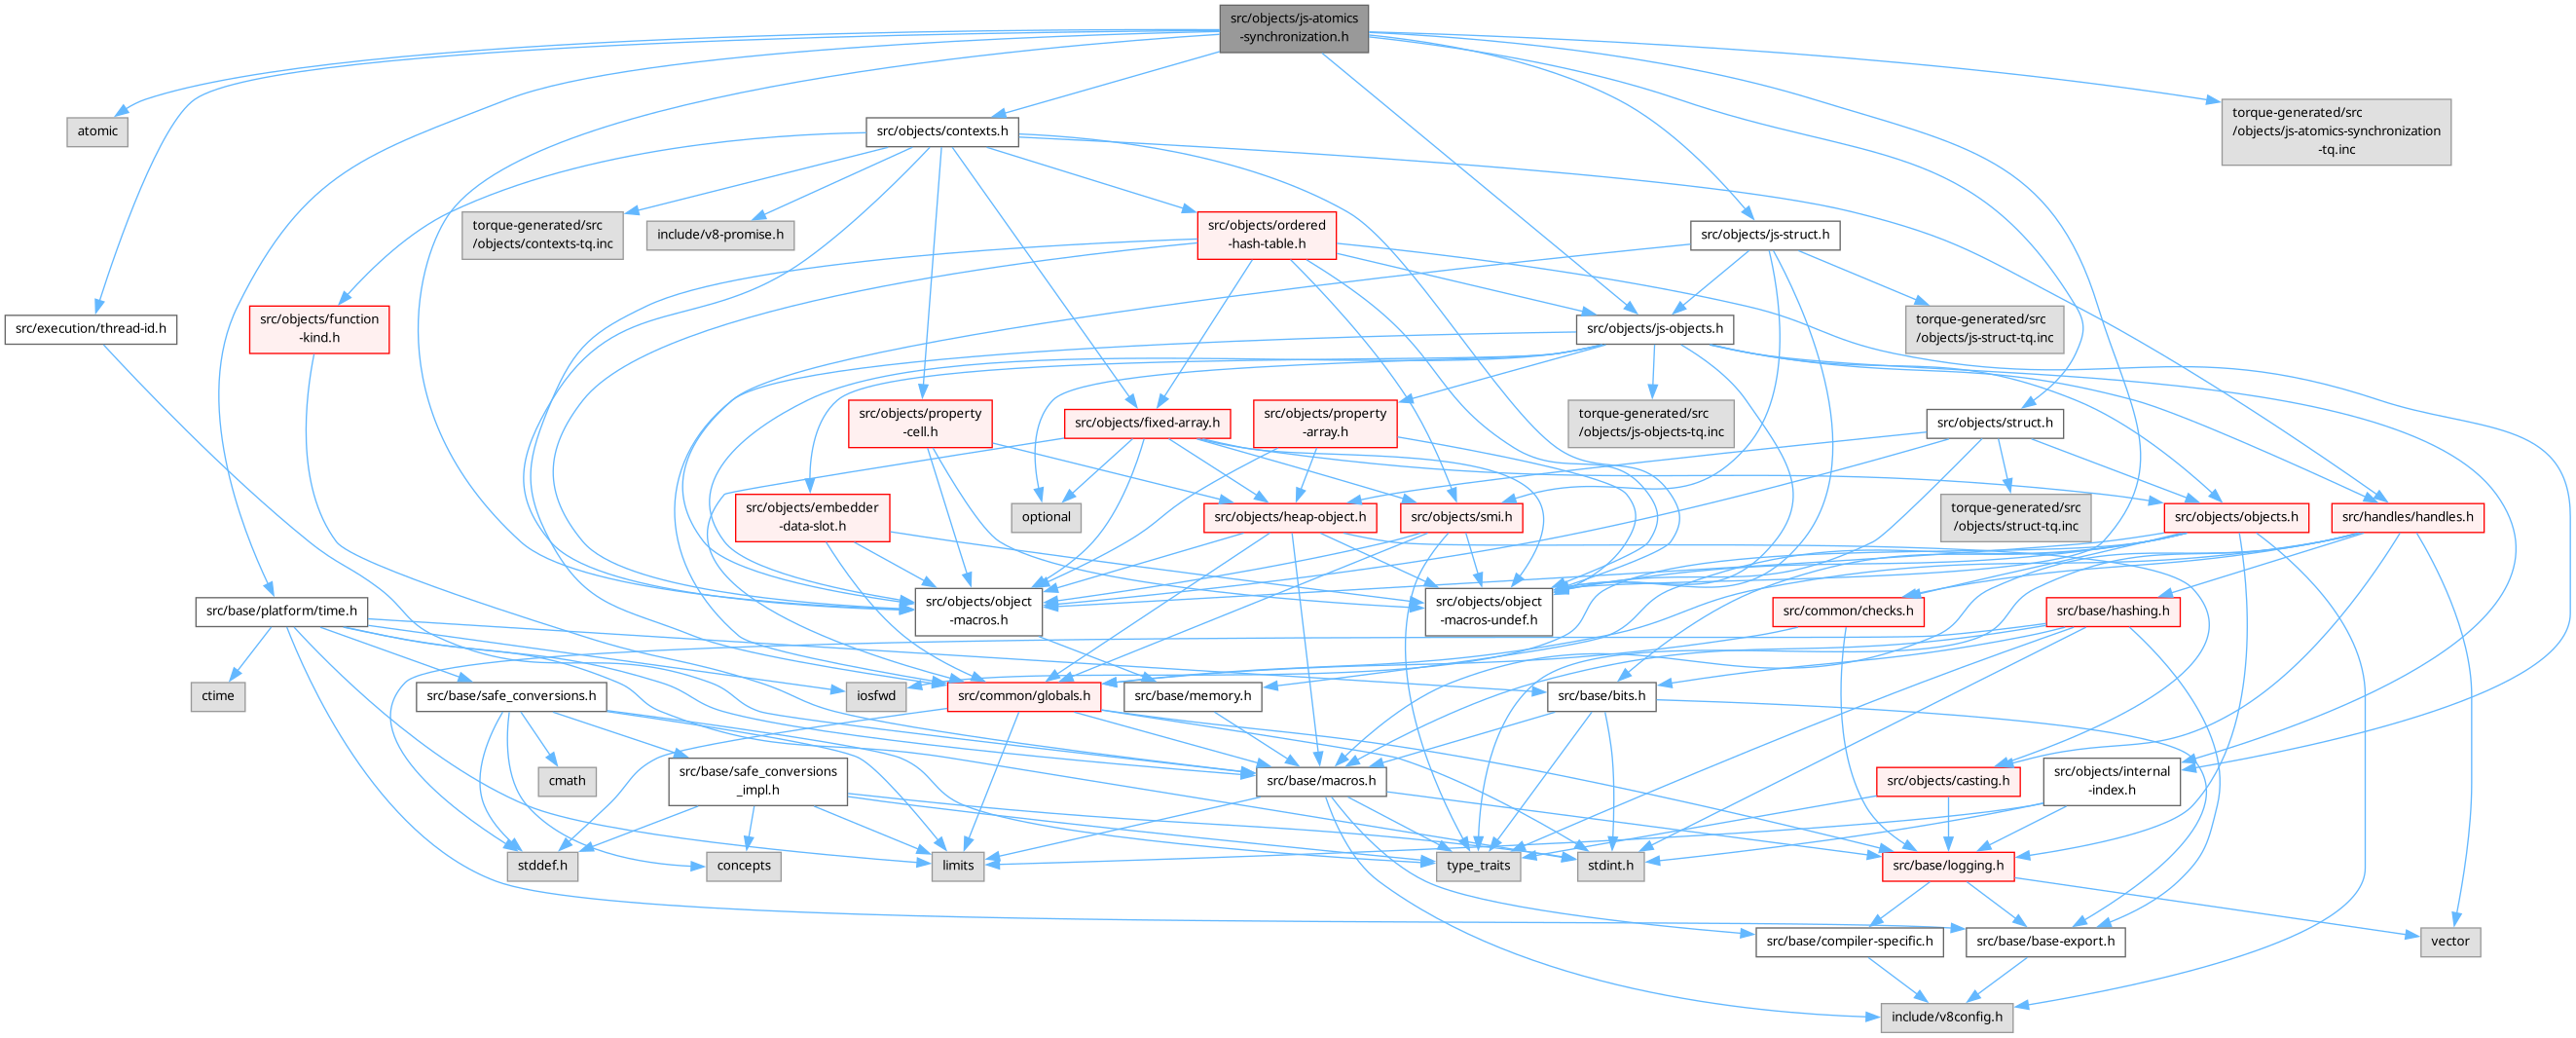 src/objects/js-atomics
-synchronization.h
atomic
src/objects/contexts.h
torque-generated/src
/objects/js-atomics-synchronization
-tq.inc
torque-generated/src
/objects/contexts-tq.inc
include/v8-promise.h
src/objects/ordered
-hash-table.h
src/objects/js-struct.h
src/execution/thread-id.h
src/objects/function
-kind.h
src/objects/js-objects.h
torque-generated/src
/objects/js-struct-tq.inc
src/objects/property
-cell.h
src/objects/fixed-array.h
src/objects/property
-array.h
torque-generated/src
/objects/js-objects-tq.inc
src/objects/struct.h
src/objects/embedder
-data-slot.h
optional
src/objects/heap-object.h
src/objects/smi.h
torque-generated/src
/objects/struct-tq.inc
src/objects/objects.h
src/handles/handles.h
src/base/platform/time.h
src/objects/object
-macros.h
src/objects/object
-macros-undef.h
src/common/checks.h
src/base/hashing.h
ctime
src/base/safe_conversions.h
iosfwd
src/common/globals.h
src/base/memory.h
src/base/bits.h
cmath
src/base/safe_conversions
_impl.h
src/base/macros.h
src/objects/casting.h
src/objects/internal
-index.h
stddef.h
concepts
limits
type_traits
stdint.h
src/base/logging.h
src/base/compiler-specific.h
src/base/base-export.h
vector
include/v8config.h